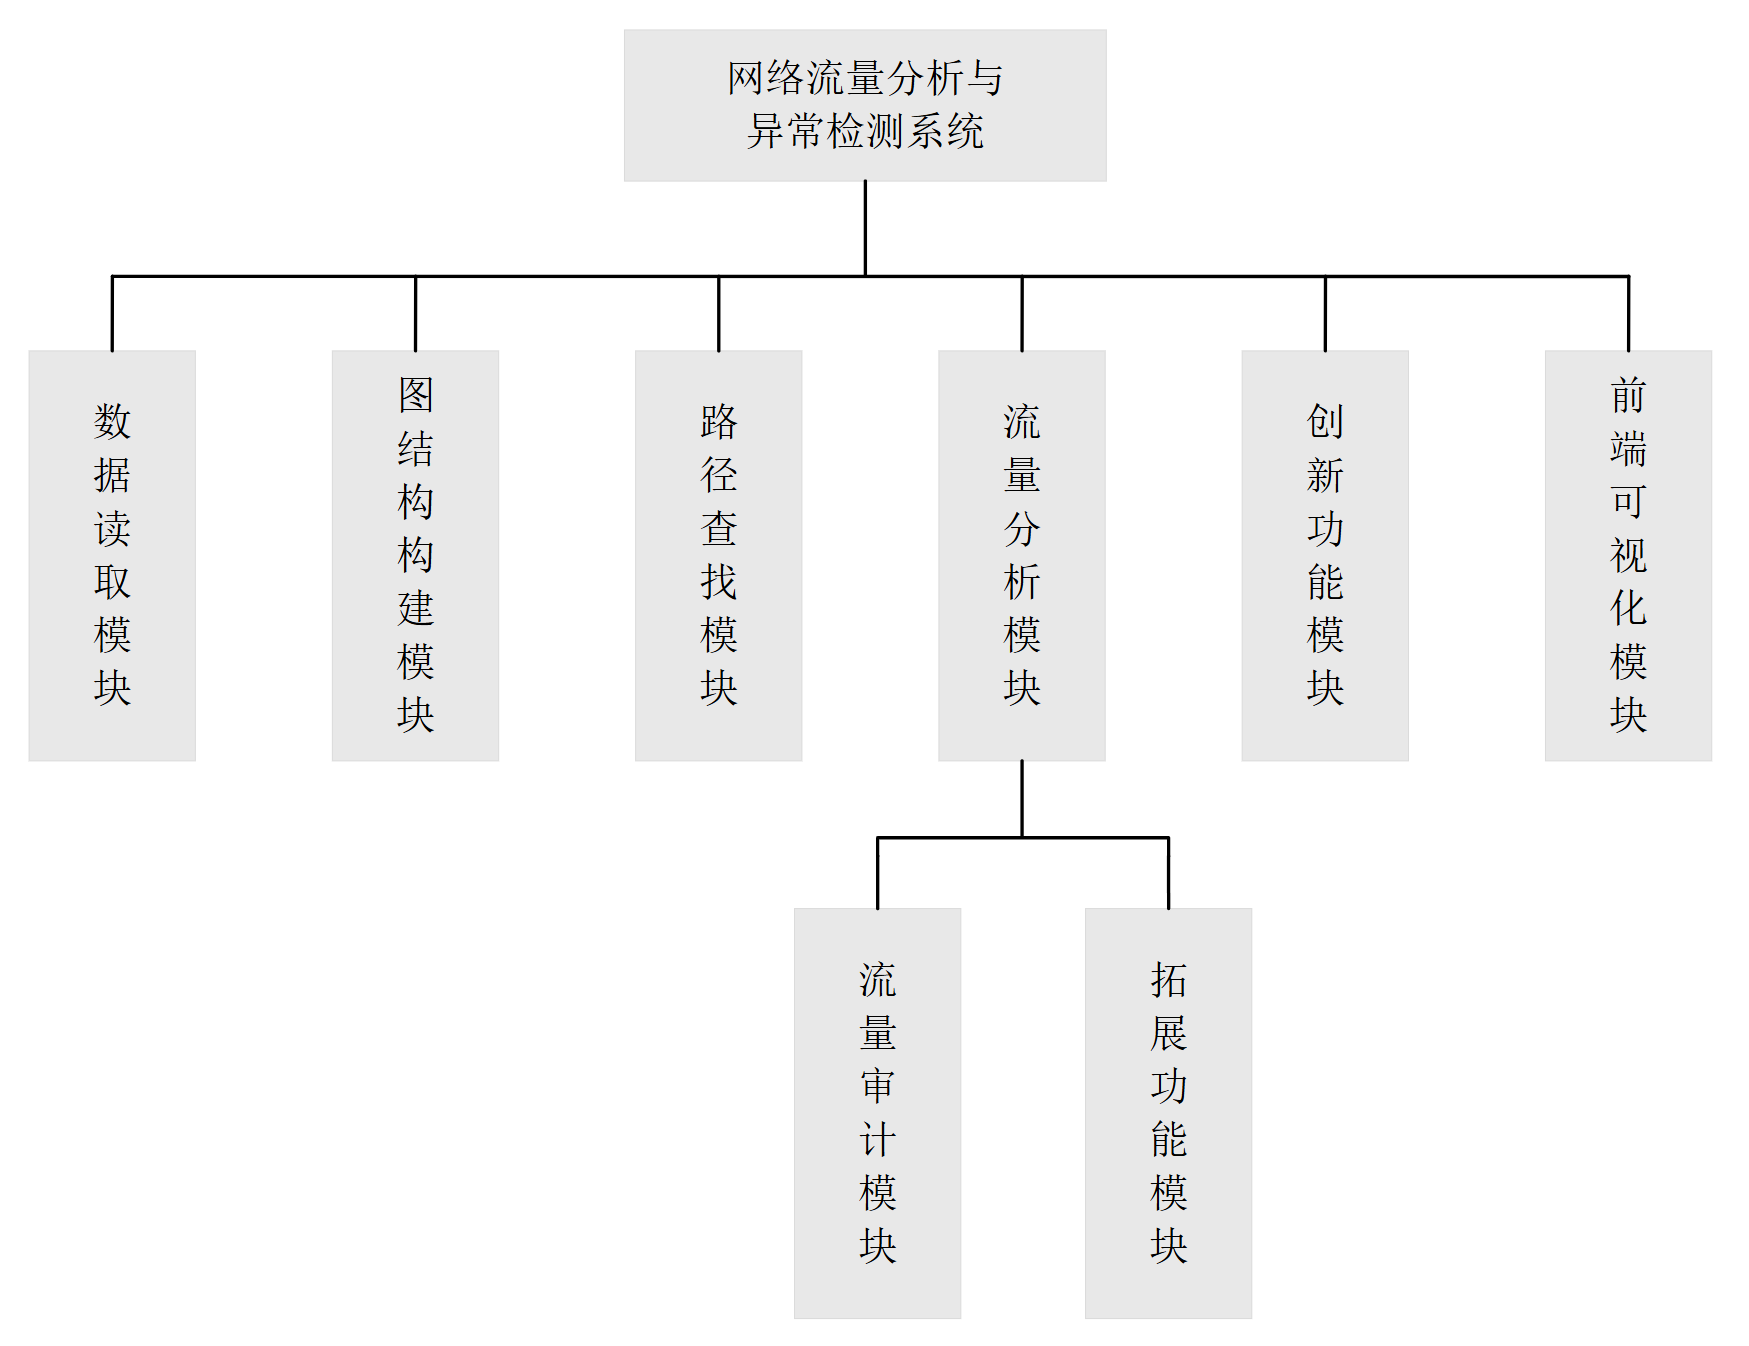 网络流量分析与
异常检测系统
数据读取模块
图结构构建模块
路径查找模块
流量分析模块
创新功能模块
前端可视化模块
流量审计模块
拓展功能模块